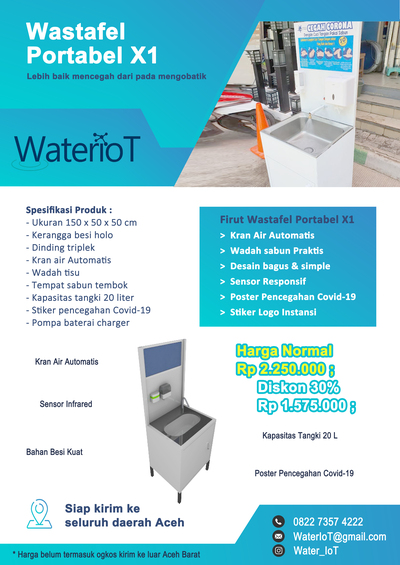 Wastafel
Portabel X1
Lebih baik mencegah dari pada mengobatik
CEGAH CORONA
WaterIoT
Spesifikasi Produk :
- Ukuran 150 x 50 x 50 cm
- Kerangga besi holo
- Dinding triplek
- Kran air Automatis
- Wadah tisu
- Tempat sabun tembok
- Kapasitas tangki 20 liter
- Stiker pencegahan Covid-19
- Pompa baterai charger
Firut Wastafel Portabel X1
> Kran Air Automatis
> Wadah sabun Praktis
> Desain bagus & simple
> Sensor Responsif
> Poster Pencegahan Covid-19
> Stiker Logo Instansi
Kran Air Automatis
Sensor Infrared
Bahan Besi Kuat
Harga Normal
Rp 2.250.000 ;
Diskon 30%
Rp 1.575.000 ;
Kapasitas Tangki 20 L
Poster Pencegahan Covid-19
Siap kirim ke
seluruh daerah Aceh
0822 7357 4222
WaterIoT@gmail.com
Water_IoT
* Harga belum termasuk ogkos kirim ke luar Aceh Barat